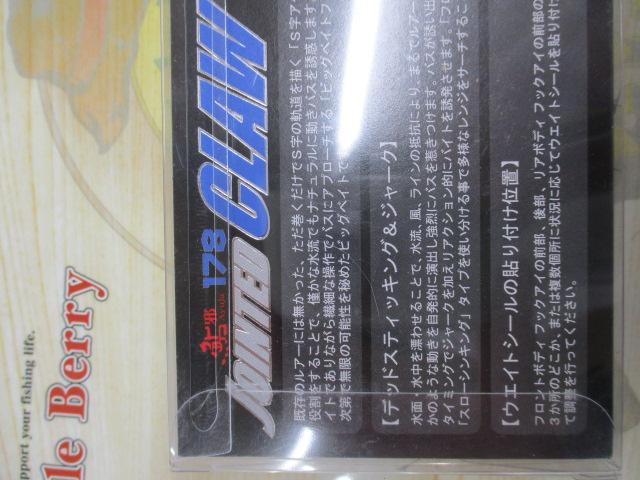 pport your fishing life.
le Berry
邪
178
JOINTED CLAW
既存のルアーには無かった、ただ巻くだけでS字の軌道を描く「S字ア
役割をすることで、僅かな水流でもナチュラルに動きバスを誘惑します
イトでありながら繊細な操作でバスにアプローチする「ビッグベイトフ
次第で無限の可能性を秘めたビッグベイトで
【デッドスティッキング&ジャーク】
水面・水中を漂わせることで、水流、風、ラインの抵抗により、まるでルアー
かのような動きを自発的に演出し強烈にバスを惹きつけます。バスが誘い出
タイミングでジャークを加えリアクション的にバイトを誘発させます。「フロ
「スローシンキング」タイプを使い分ける事で多様なレンジをサーチするこ
【ウエイトシールの貼り付け位置】
フロントボディ フックアイの前部、後部、リアボディ フックアイの前部の
3か所のどこか、または複数個所に状況に応じてウエイトシールを貼り付け
て調整を行ってください。